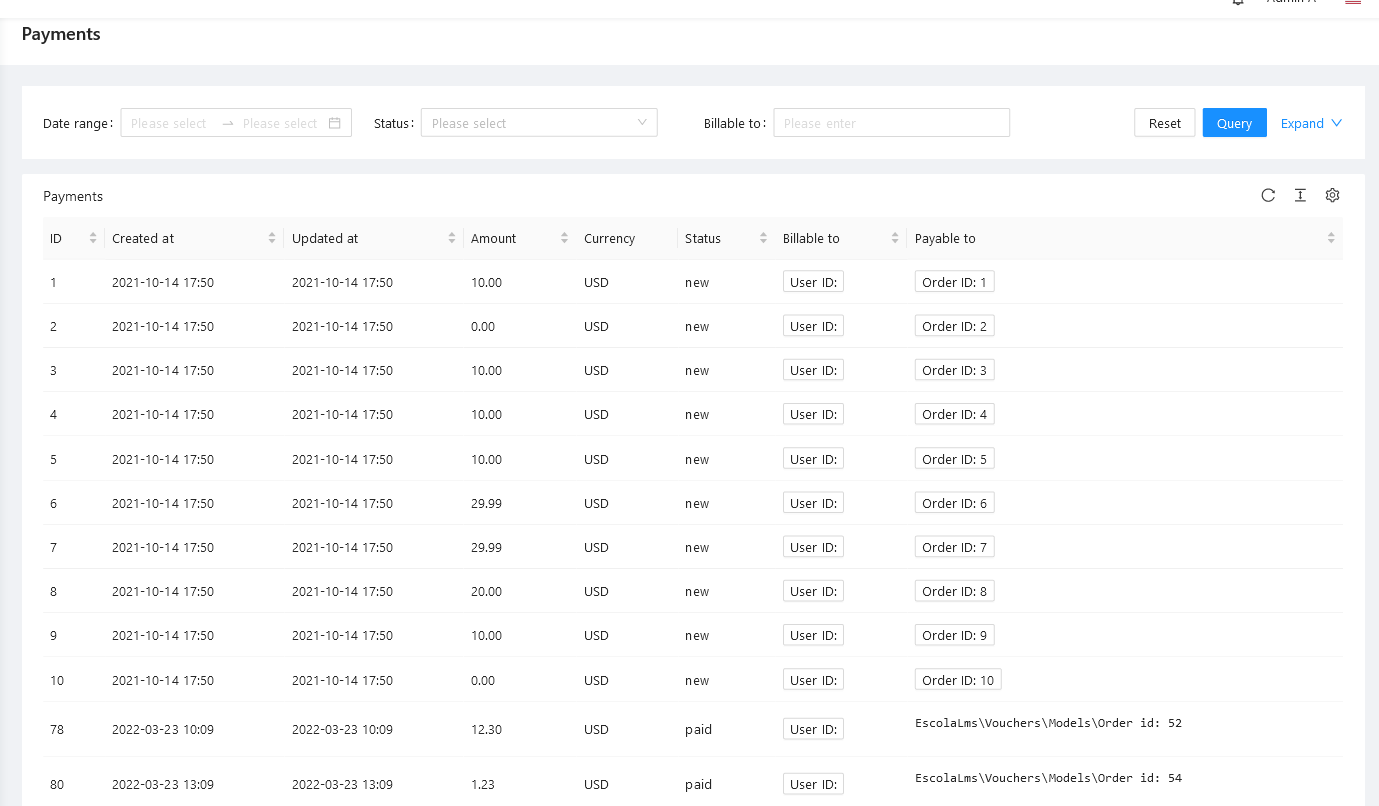 Payments
Date range: Please select → Please select Status: Please select Billable to: Please enter Reset Query Expand
Payments
ID Created at Updated at Amount Currency Status Billable to Payable to
1 2021-10-14 17:50 2021-10-14 17:50 10.00 USD new User ID: Order ID: 1
2 2021-10-14 17:50 2021-10-14 17:50 0.00 USD new User ID: Order ID: 2
3 2021-10-14 17:50 2021-10-14 17:50 10.00 USD new User ID: Order ID: 3
4 2021-10-14 17:50 2021-10-14 17:50 10.00 USD new User ID: Order ID: 4
5 2021-10-14 17:50 2021-10-14 17:50 10.00 USD new User ID: Order ID: 5
6 2021-10-14 17:50 2021-10-14 17:50 29.99 USD new User ID: Order ID: 6
7 2021-10-14 17:50 2021-10-14 17:50 29.99 USD new User ID: Order ID: 7
8 2021-10-14 17:50 2021-10-14 17:50 20.00 USD new User ID: Order ID: 8
9 2021-10-14 17:50 2021-10-14 17:50 10.00 USD new User ID: Order ID: 9
10 2021-10-14 17:50 2021-10-14 17:50 0.00 USD new User ID: Order ID: 10
78 2022-03-23 10:09 2022-03-23 10:09 12.30 USD paid User ID: EscolaLms\Vouchers\Models\Order id: 52
80 2022-03-23 13:09 2022-03-23 13:09 1.23 USD paid User ID: EscolaLms\Vouchers\Models\Order id: 54